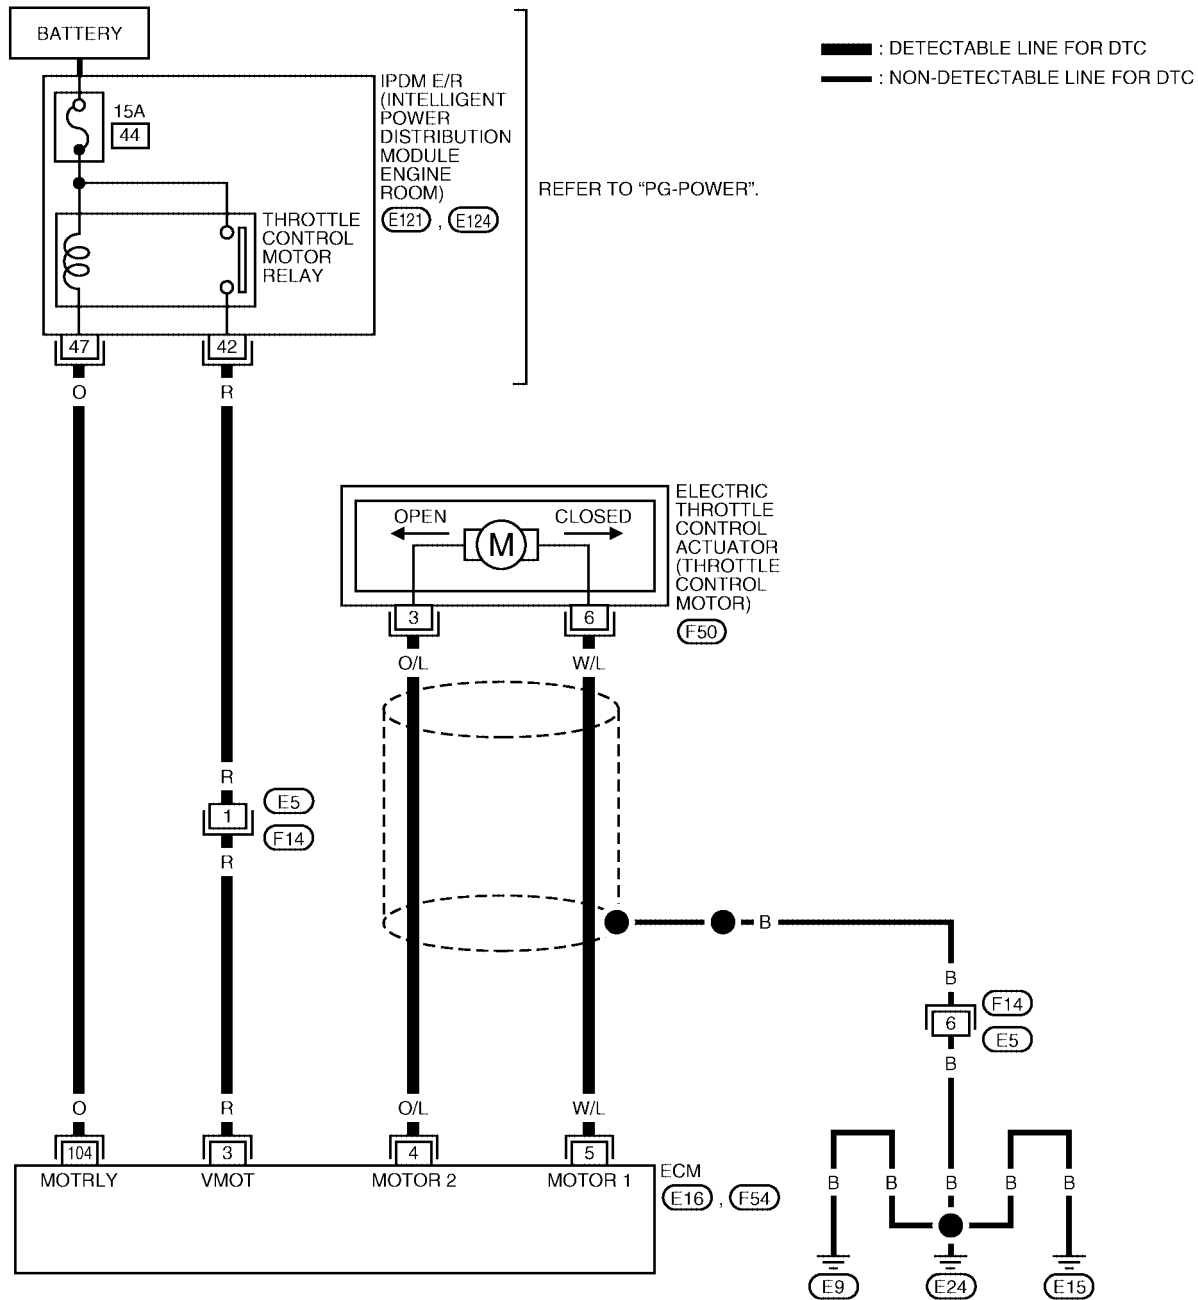 BATTERY
: DETECTABLE LINE FOR DTC
: NON-DETECTABLE LINE FOR DTC
15A
44
IPDM E/R
(INTELLIGENT
POWER
DISTRIBUTION
MODULE
ENGINE
ROOM)
E121 , E124
REFER TO “PG-POWER”.
THROTTLE
CONTROL
MOTOR
RELAY
47 42
O R
ELECTRIC
THROTTLE
CONTROL
ACTUATOR
(THROTTLE
CONTROL
MOTOR)
F50
OPEN CLOSED
M
3 6
O/L W/L
R
1
E5
F14
R
B
B
6
F14
E5
B
O R O/L W/L
104 3 4 5
MOTRLY VMOT MOTOR 2 MOTOR 1
ECM
E16 , F54
B B B B B
E9 E24 E15